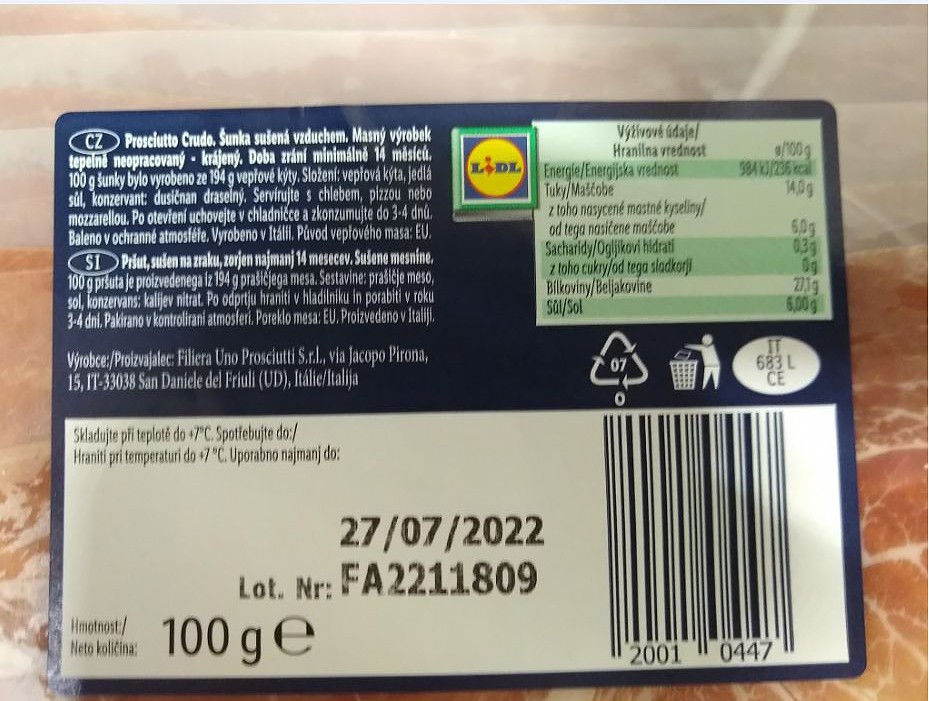 CZ Prosciutto Crudo. Šunka sušená vzduchem. Masný výrobek
tepelně neopracovaný - krájený. Doba zrání minimálně 14 měsíců.
100 g šunky bylo vyrobeno ze 194 g vepřové kýty. Složení: vepřová kýta, jedlá
sůl, konzervant: dusičnan draselný. Servírujte s chlebem, pizzou nebo
mozzarellou. Po otevření uchovejte v chladničce a zkonzumujte do 3-4 dnů.
Baleno v ochranné atmosféře. Vyrobeno v Itálii. Původ vepřového masa: EU.
SI Pršut, sušen na zraku, zorjen najmanj 14 mesecev. Sušene mesnine.
100 g pršuta je proizvedenega iz 194 g prašičjega mesa. Sestavine: prašičje meso,
sol, konzervans: kalijev nitrat. Po odprtju hraniti v hladilniku in porabiti v roku
3-4 dni. Pakirano v kontrolirani atmosferi. Poreklo mesa: EU. Proizvedeno v Italiji.
Výrobce:/Proizvajalec: Filiera Uno Prosciutti S.r.l., via Jacopo Pirona,
15, IT-33038 San Daniele del Friuli (UD), Itálie/Italija
LIDL
Výživové údaje/
Hranilna vrednost ø/100 g
Energie/Energijska vrednost 984 kJ/236 kcal
Tuky/Maščobe 14,0 g
z toho nasycené mastné kyseliny/
od tega nasičene maščobe 6,0 g
Sacharidy/Ogljikovi hidrati 0,3 g
z toho cukry/od tega sladkorji 0 g
Bílkoviny/Beljakovine 27,1 g
Sůl/Sol 6,00 g
07
O
IT
683 L
CE
Skladujte při teplotě do +7°C. Spotřebujte do:/
Hraniti pri temperaturi do +7 °C. Uporabno najmanj do:
27/07/2022
Lot. Nr: FA2211809
Hmotnost:/
Neto količina: 100 g e
2001 0447